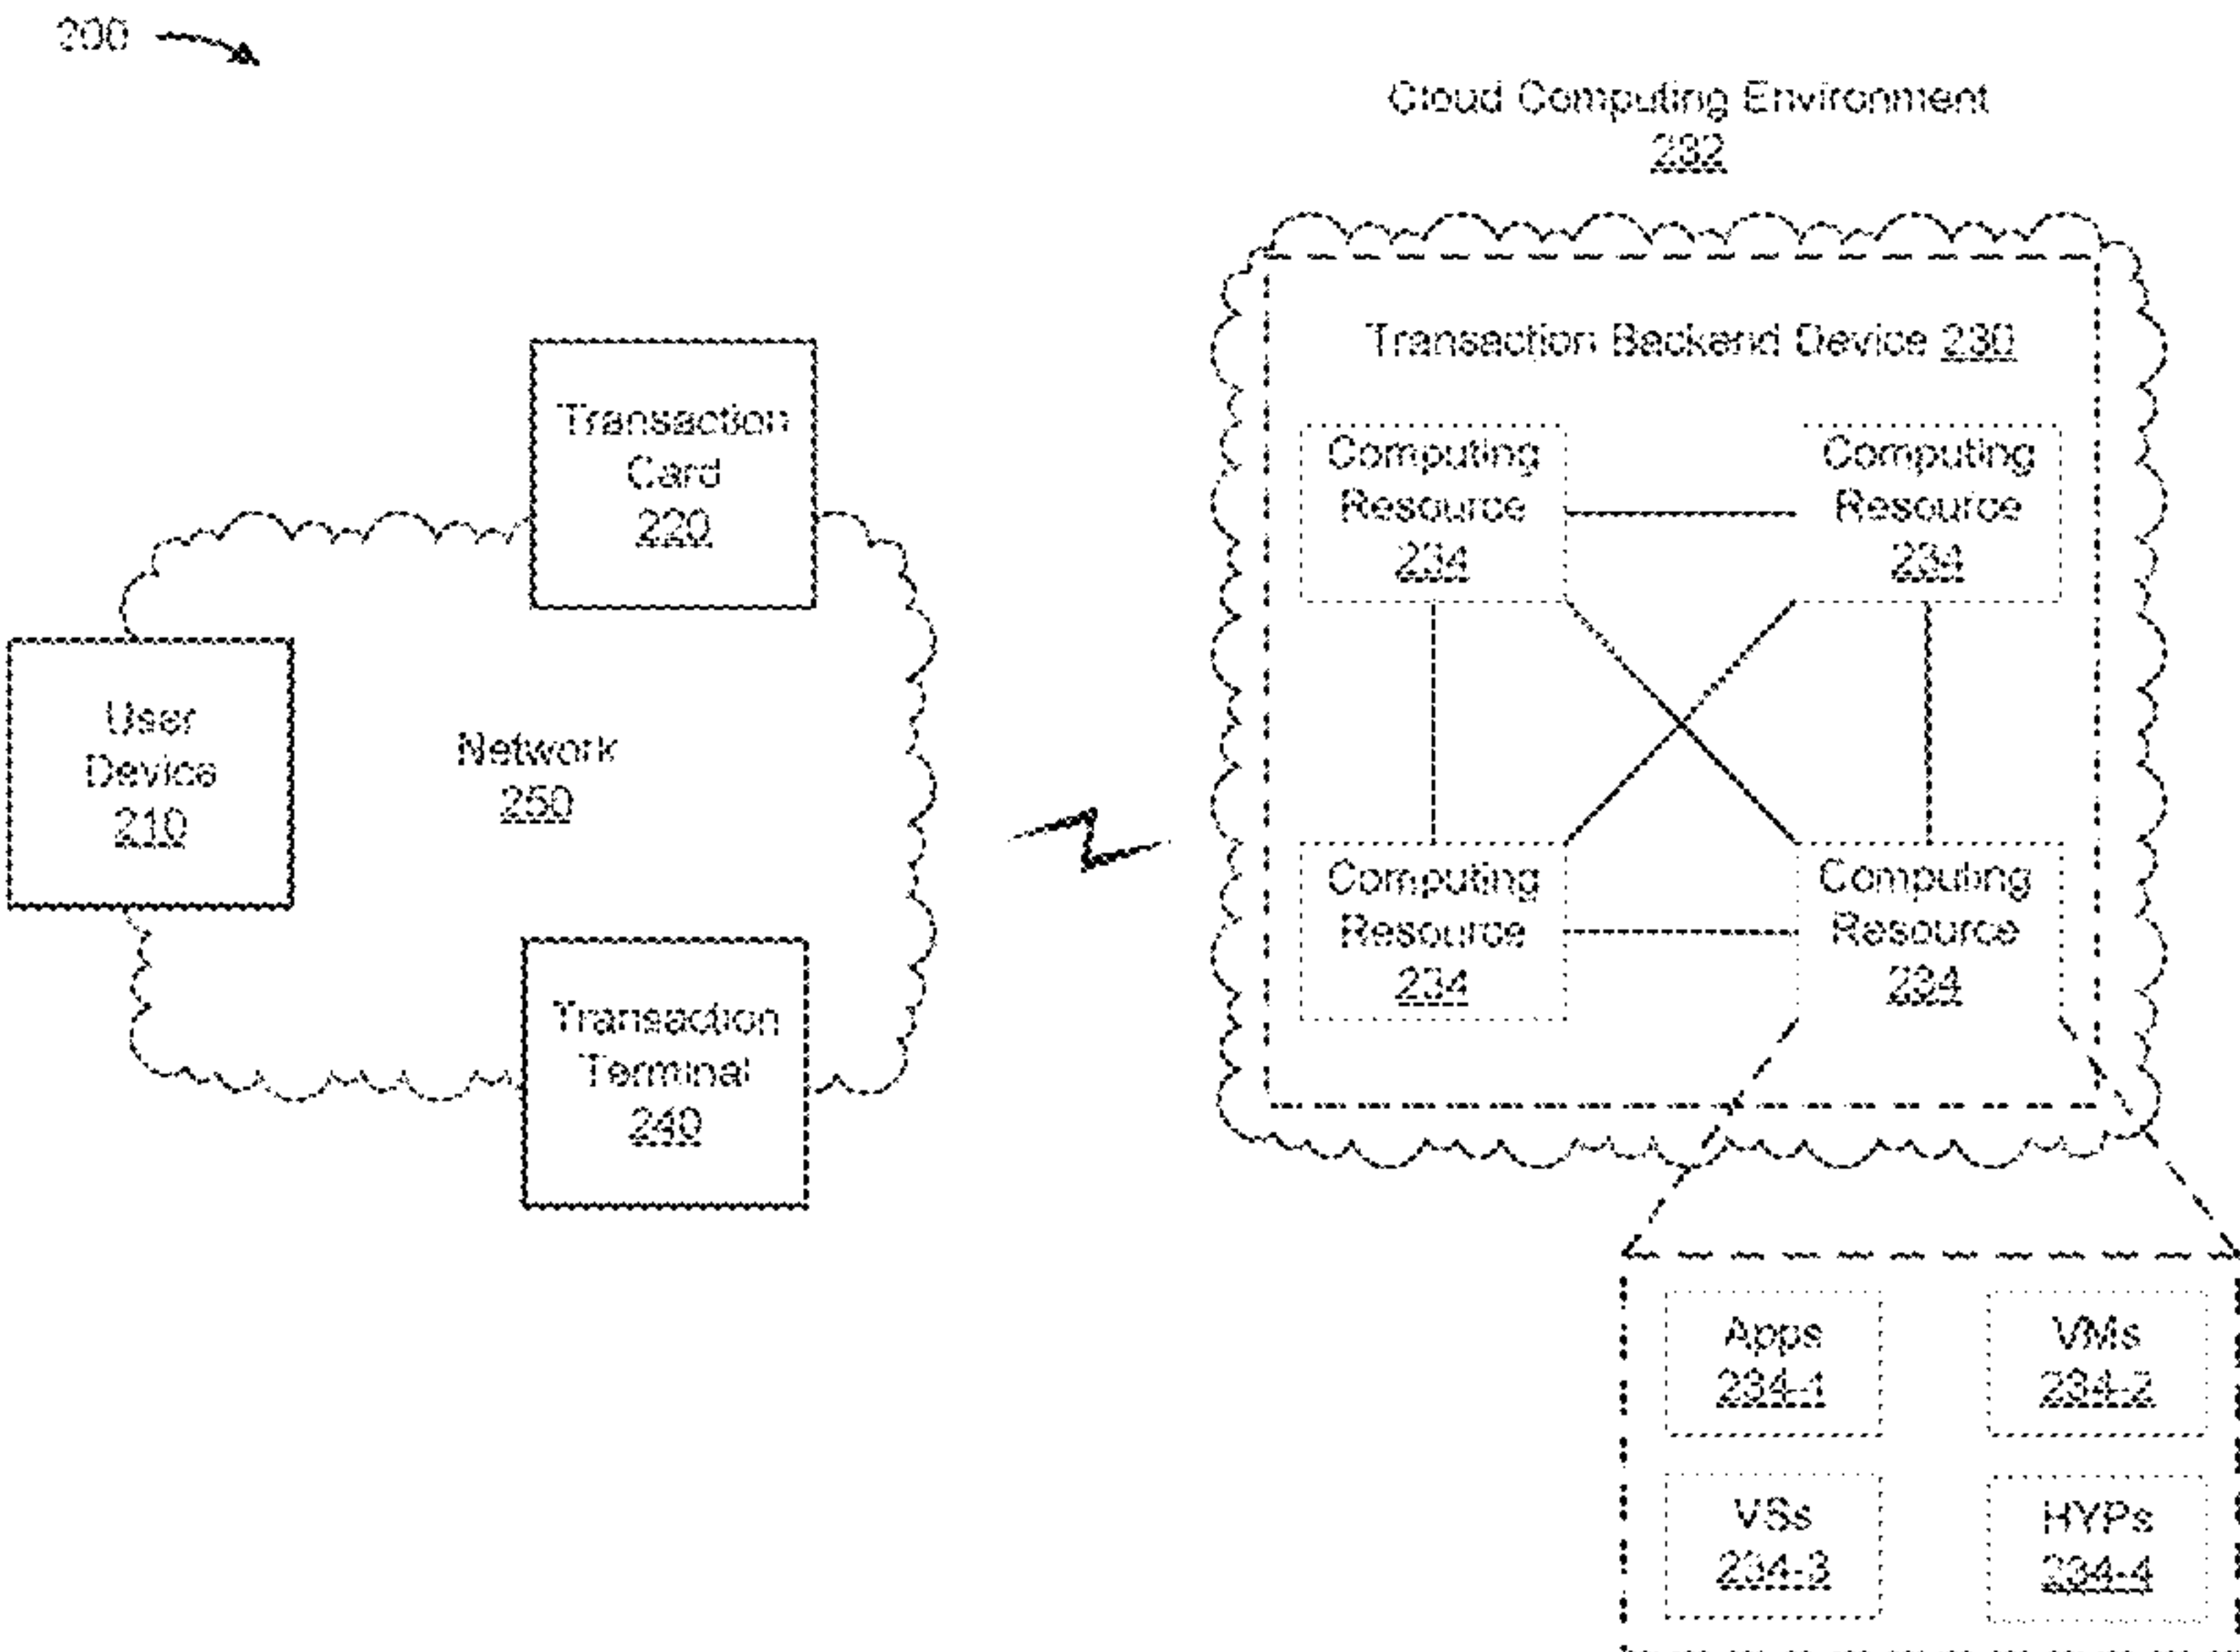 200
Cloud Computing Environment
232
Transaction Backend Device 230
Transaction
Card
220
Computing
Resource
234
Computing
Resource
234
User
Device
210
Network
250
Computing
Resource
234
Computing
Resource
234
Transaction
Terminal
240
Apps
234-1
VMs
234-2
VSs
234-3
HYPs
234-4